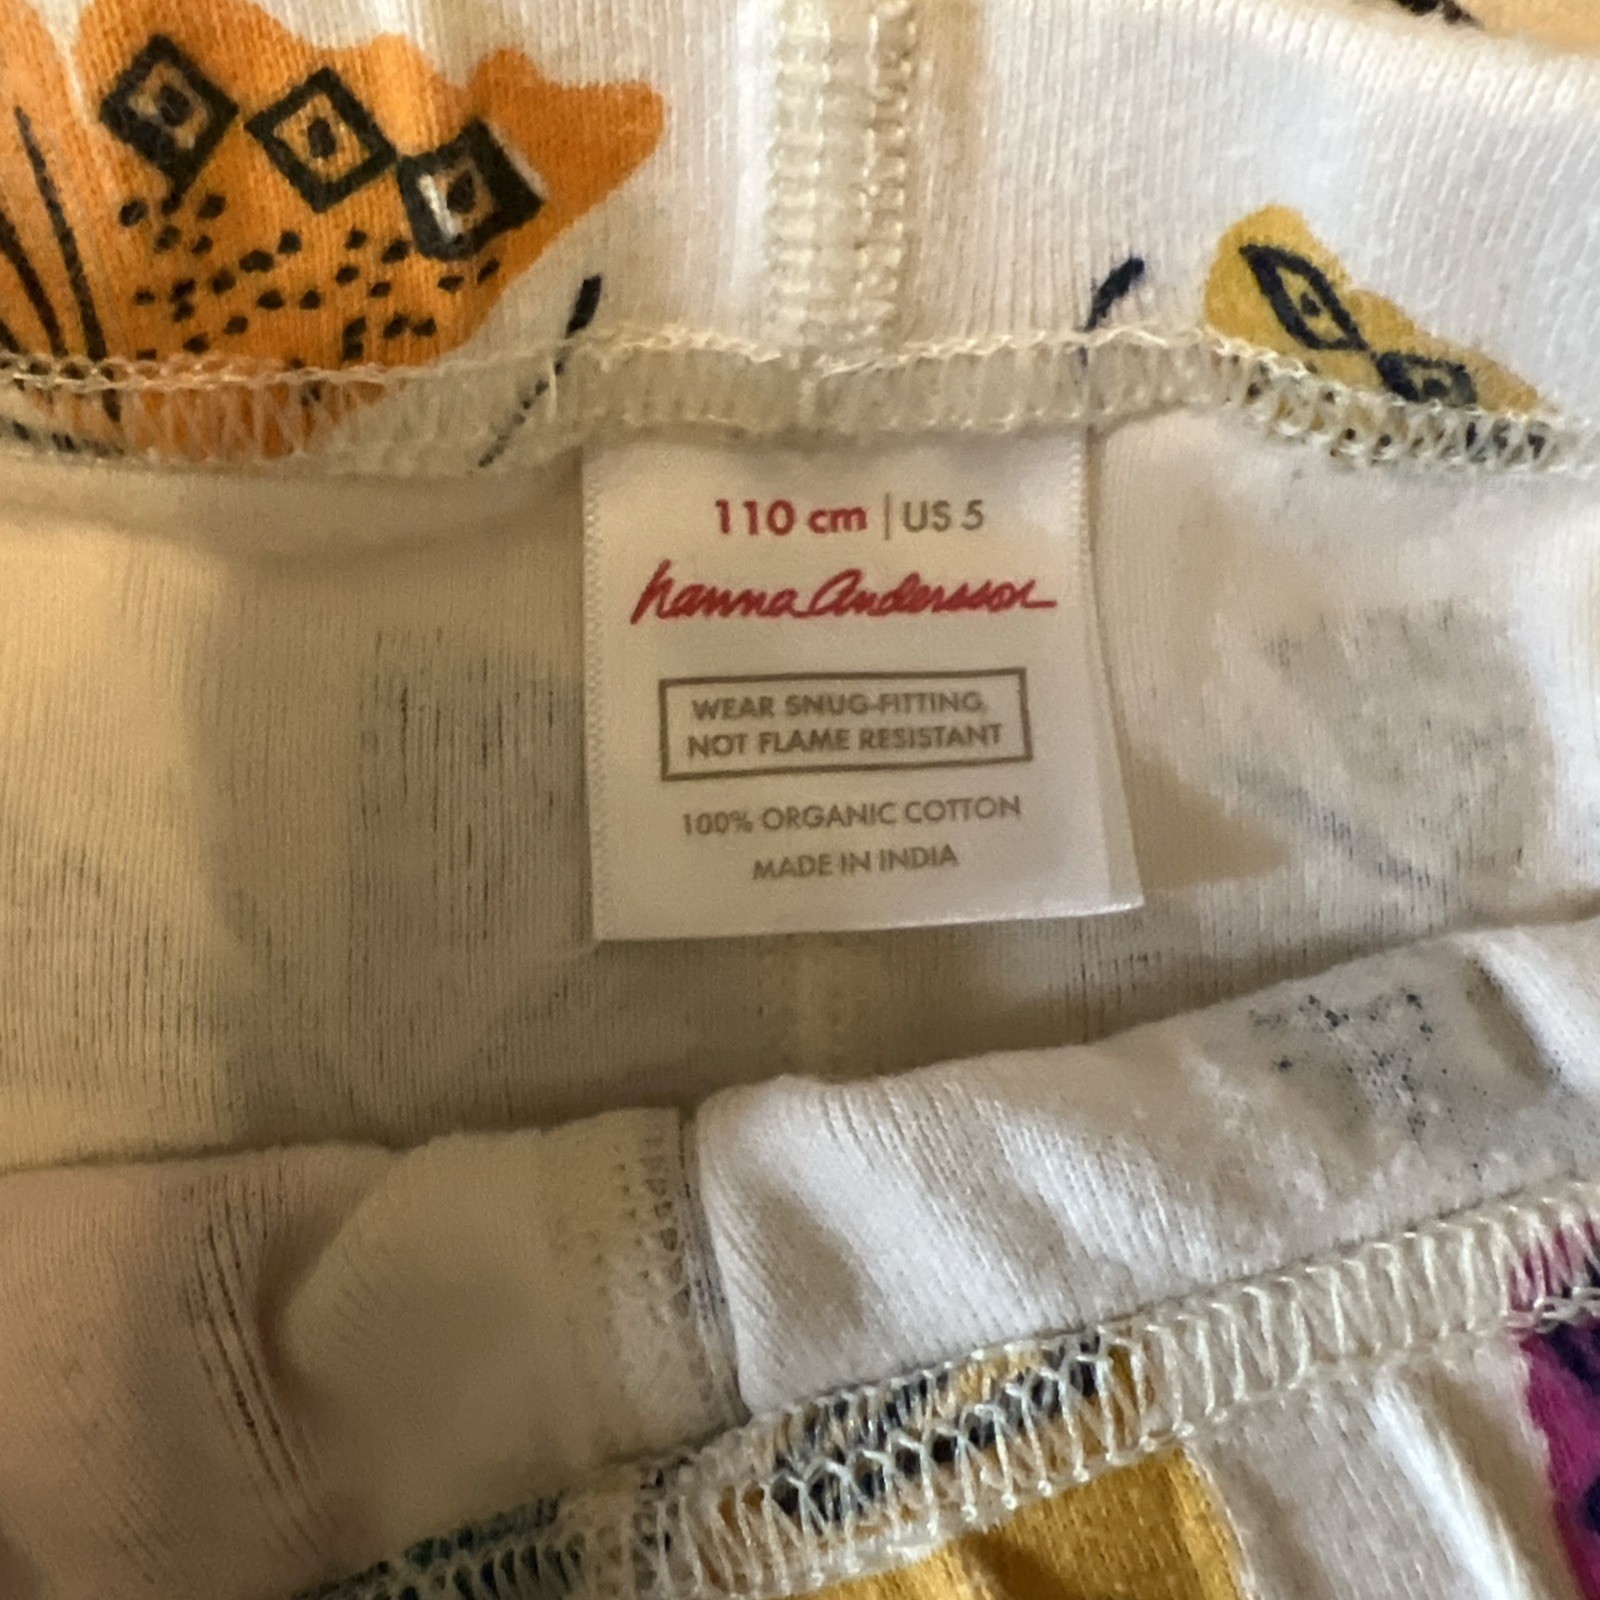 110 cm | US 5
hanna Andersson
WEAR SNUG-FITTING,
NOT FLAME RESISTANT
100% ORGANIC COTTON
MADE IN INDIA